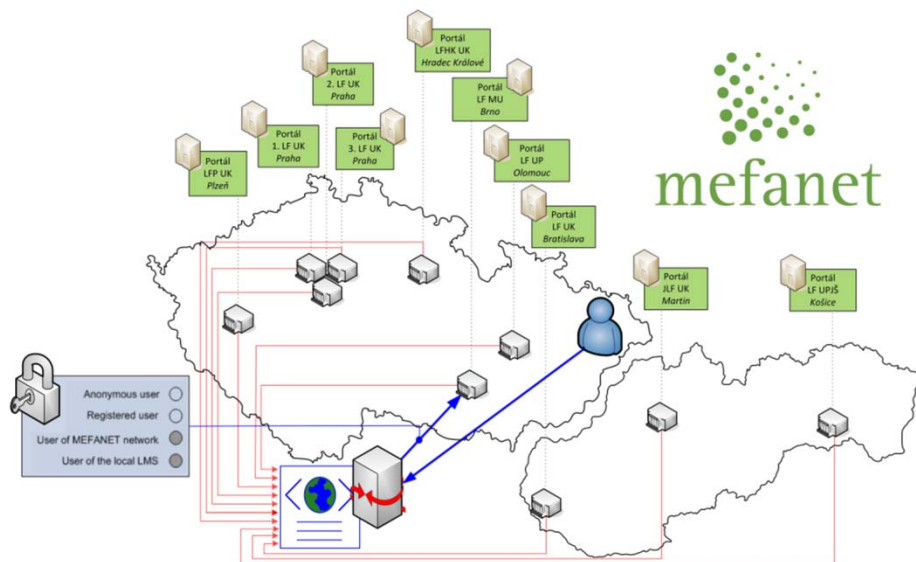 Portál
LFHK UK
Hradec Králové
Portál
2. LF UK
Praha
Portál
LF MU
Brno
Portál
1. LF UK
Praha
Portál
3. LF UK
Praha
Portál
LFP UK
Plzeň
Portál
LF UP
Olomouc
mefanet
Portál
LF UK
Bratislava
Portál
JLF UK
Martin
Portál
LF UPJŠ
Košice
Anonymous user
Registered user
User of MEFANET network
User of the local LMS